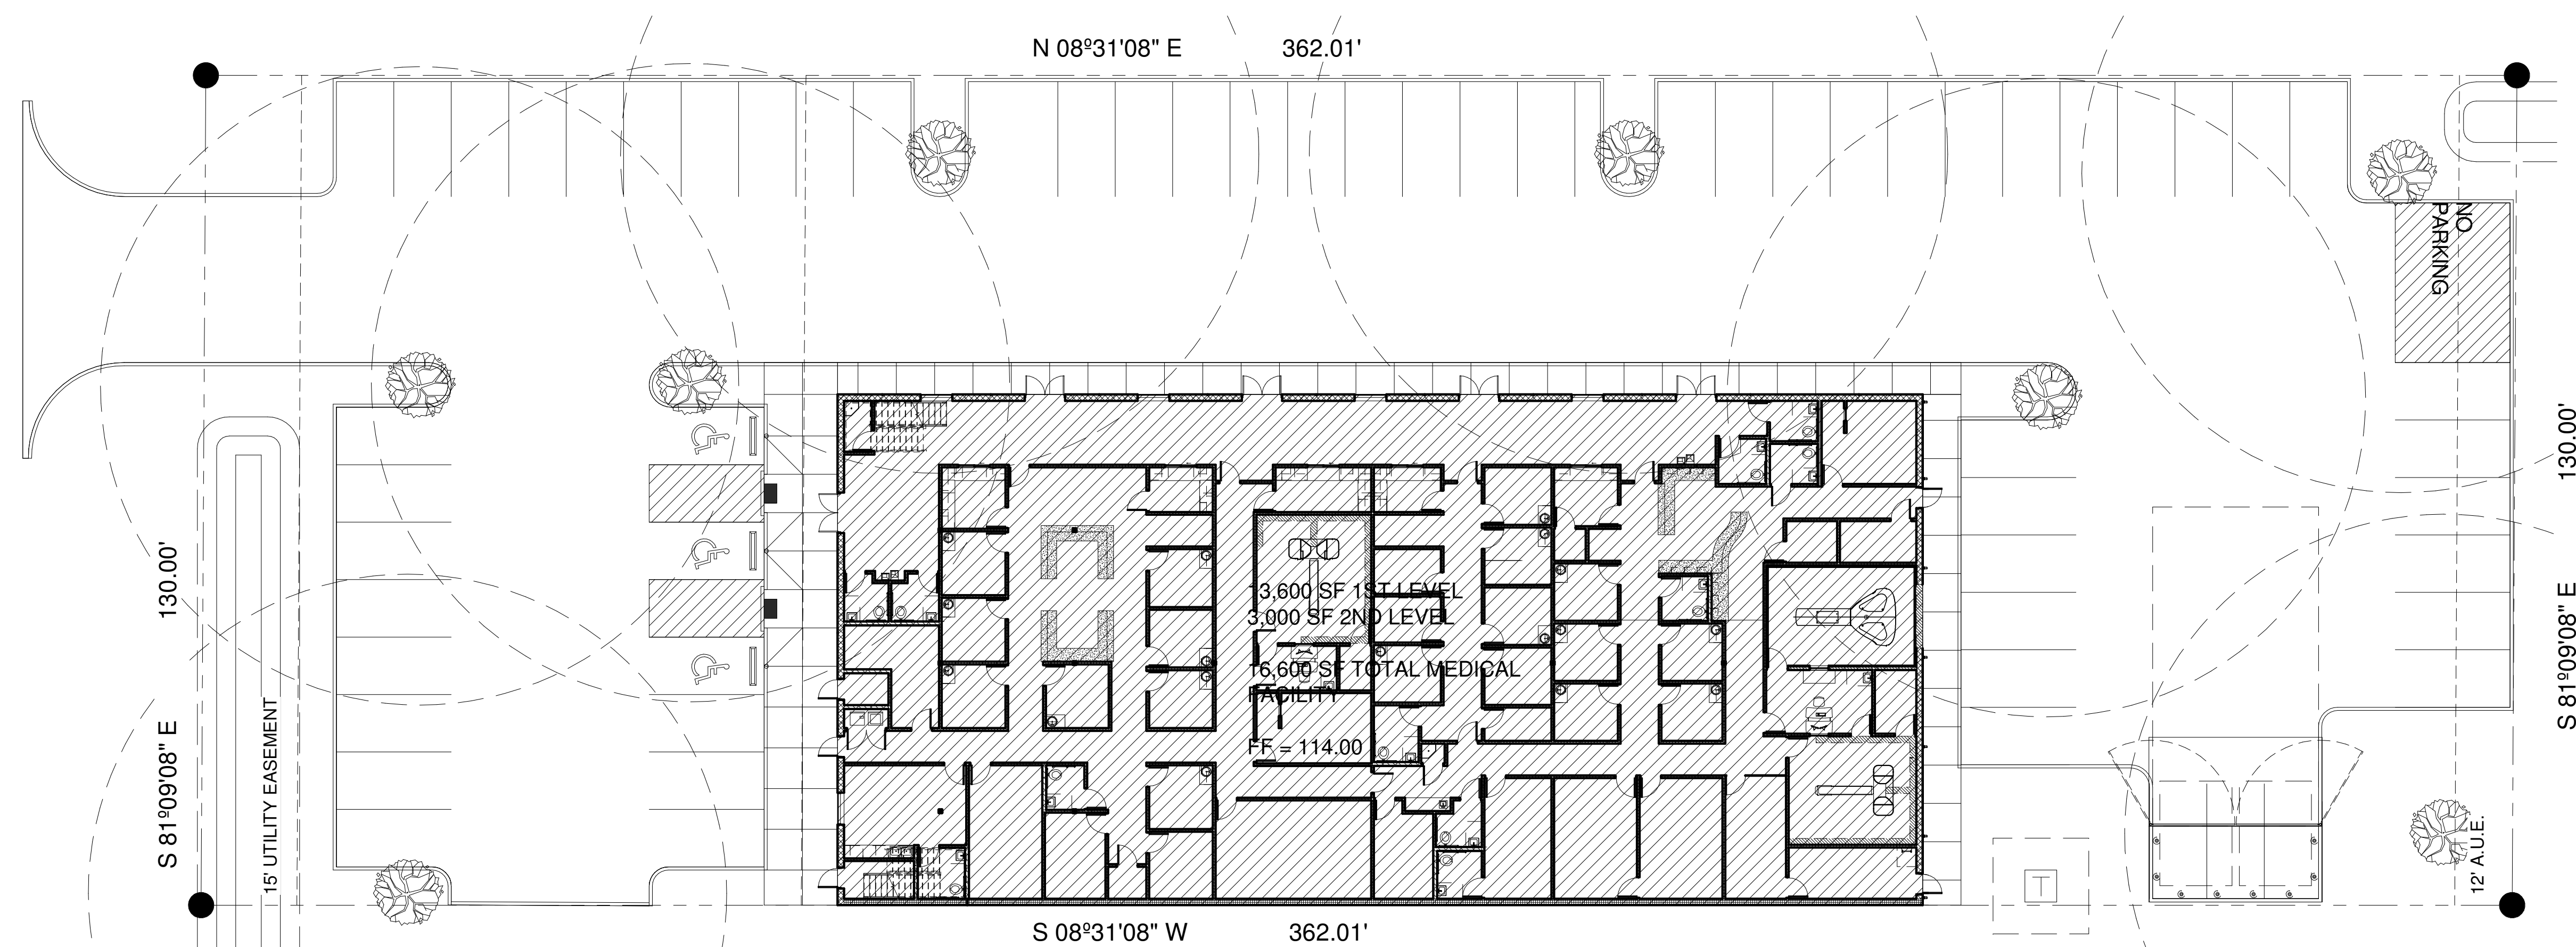 N 08º31'08" E 362.01'
NO
PARKING
130.00'
S 81º09'08" E
15' UTILITY EASEMENT
13,600 SF 1ST LEVEL
3,000 SF 2ND LEVEL
16,600 SF TOTAL MEDICAL
FACILITY
FF = 114.00
130.00'
S 81º09'08" E
12' A.U.E.
T
S 08º31'08" W 362.01'